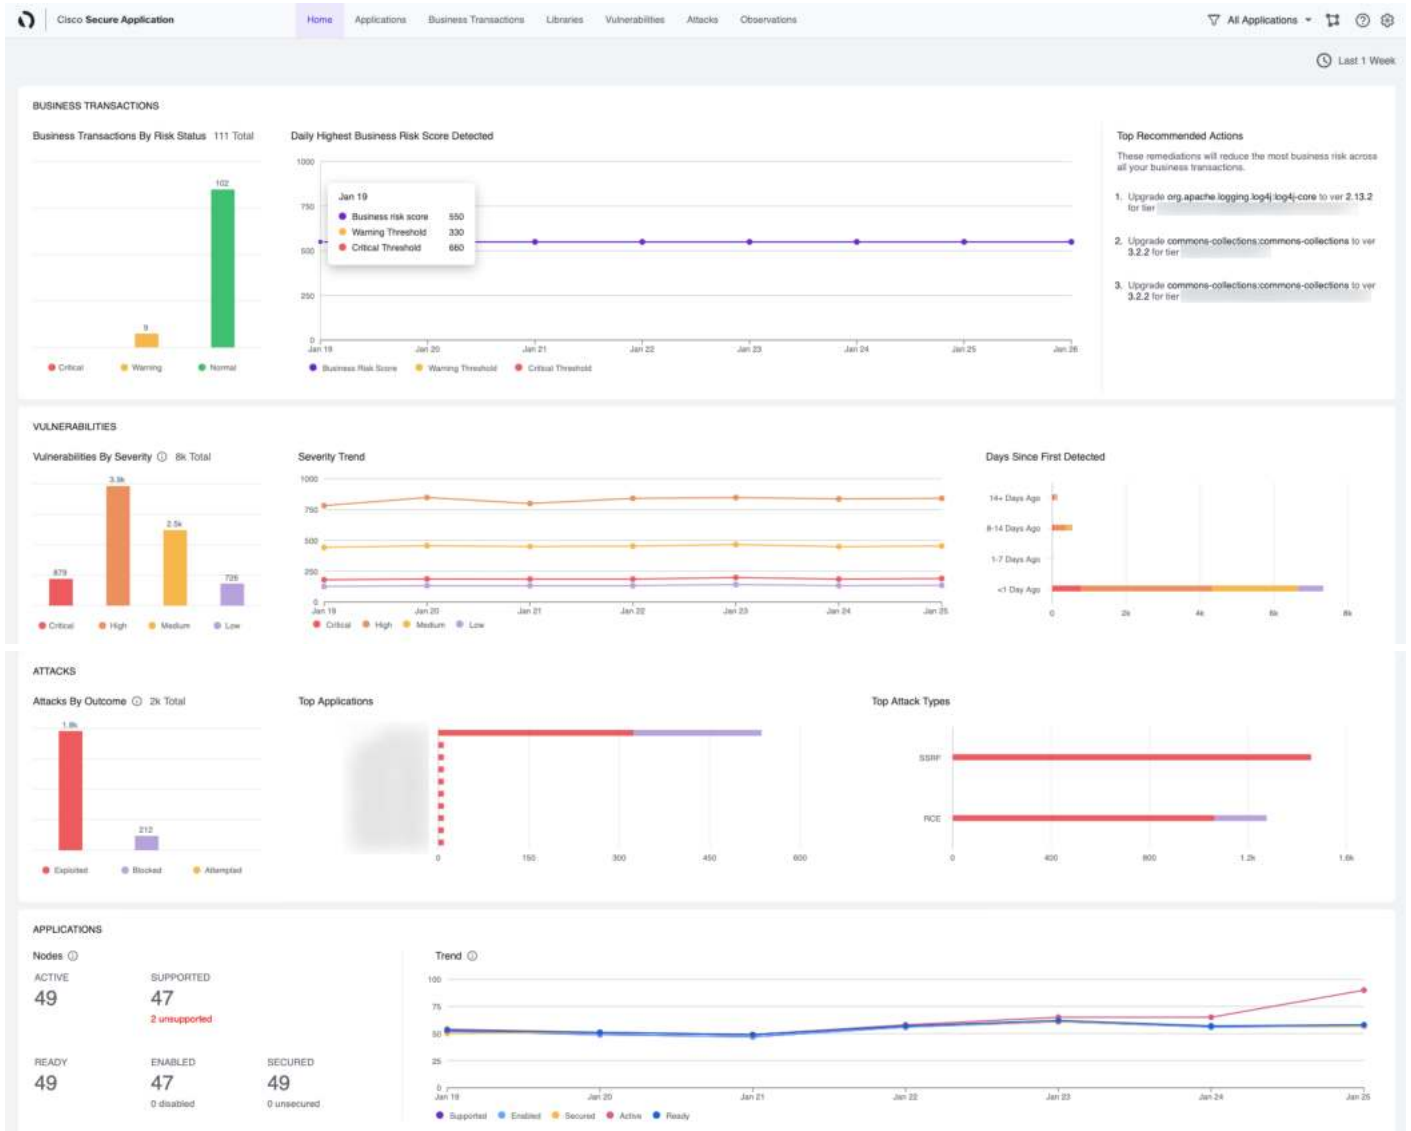 Cisco Secure Application
Home Applications Business Transactions Libraries Vulnerabilities Attacks Observations
All Applications
Last 1 Week
BUSINESS TRANSACTIONS
Business Transactions By Risk Status 111 Total
102
9
Critical Warning Normal
Daily Highest Business Risk Score Detected
1000
750
500
250
0
Jan 19
Business risk score 550
Warning Threshold 330
Critical Threshold 660
Jan 19 Jan 20 Jan 21 Jan 22 Jan 23 Jan 24 Jan 25 Jan 26
Business Risk Score Warning Threshold Critical Threshold
Top Recommended Actions
These remediations will reduce the most business risk across
all your business transactions.
1. Upgrade org.apache.logging.log4j:log4j-core to ver 2.13.2
for tier
2. Upgrade commons-collections:commons-collections to ver
3.2.2 for tier
3. Upgrade commons-collections:commons-collections to ver
3.2.2 for tier
VULNERABILITIES
Vulnerabilities By Severity 8k Total
879
3.9k
2.5k
726
Critical High Medium Low
Severity Trend
1000
750
500
250
0
Jan 19 Jan 20 Jan 21 Jan 22 Jan 23 Jan 24 Jan 25
Critical High Medium Low
Days Since First Detected
14+ Days Ago
8-14 Days Ago
1-7 Days Ago
<1 Day Ago
0 2k 4k 6k 8k
ATTACKS
Attacks By Outcome 2k Total
1.8k
212
Exploited Blocked Attempted
Top Applications
0 150 300 450 600
Top Attack Types
SSRF
RCE
0 400 800 1.2k 1.6k
APPLICATIONS
Nodes
ACTIVE SUPPORTED
49 47
2 unsupported
READY ENABLED SECURED
49 47 49
0 disabled 0 unsecured
Trend
100
75
50
25
0
Jan 19 Jan 20 Jan 21 Jan 22 Jan 23 Jan 24 Jan 25
Supported Enabled Secured Active Ready